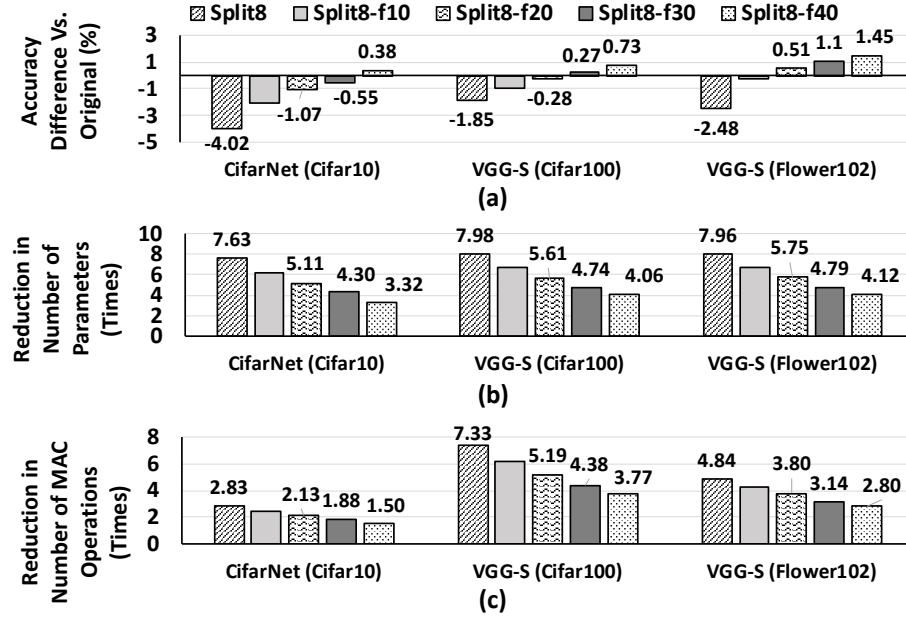 Split8 Split8-f10 Split8-f20 Split8-f30 Split8-f40
Accuracy
Difference Vs.
Original (%)
3
1
-1
-3
-5
-4.02
-1.07
-0.55
0.38
-1.85
-0.28
0.27
0.73
-2.48
0.51
1.1
1.45
CifarNet (Cifar10) VGG-S (Cifar100) VGG-S (Flower102)
(a)
Reduction in
Number of
Parameters
(Times)
10
8
6
4
2
0
7.63
5.11
4.30
3.32
7.98
5.61
4.74
4.06
7.96
5.75
4.79
4.12
CifarNet (Cifar10) VGG-S (Cifar100) VGG-S (Flower102)
(b)
Reduction in
Number of MAC
Operations
(Times)
8
6
4
2
0
2.83
2.13
1.88
1.50
7.33
5.19
4.38
3.77
4.84
3.80
3.14
2.80
CifarNet (Cifar10) VGG-S (Cifar100) VGG-S (Flower102)
(c)